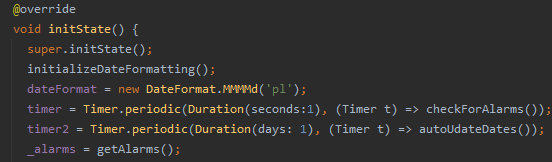 @override
void initState() {
super.initState();
initializeDateFormatting();
dateFormat = new DateFormat.MMMMd('pl');
timer = Timer.periodic(Duration(seconds:1), (Timer t) => checkForAlarms());
timer2 = Timer.periodic(Duration(days: 1), (Timer t) => autoUdateDates());
_alarms = getAlarms();